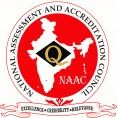 NATIONAL ASSESSMENT AND ACCREDITATION COUNCIL
Q
NAAC
EXCELLENCE • CREDIBILITY • RELEVANCE